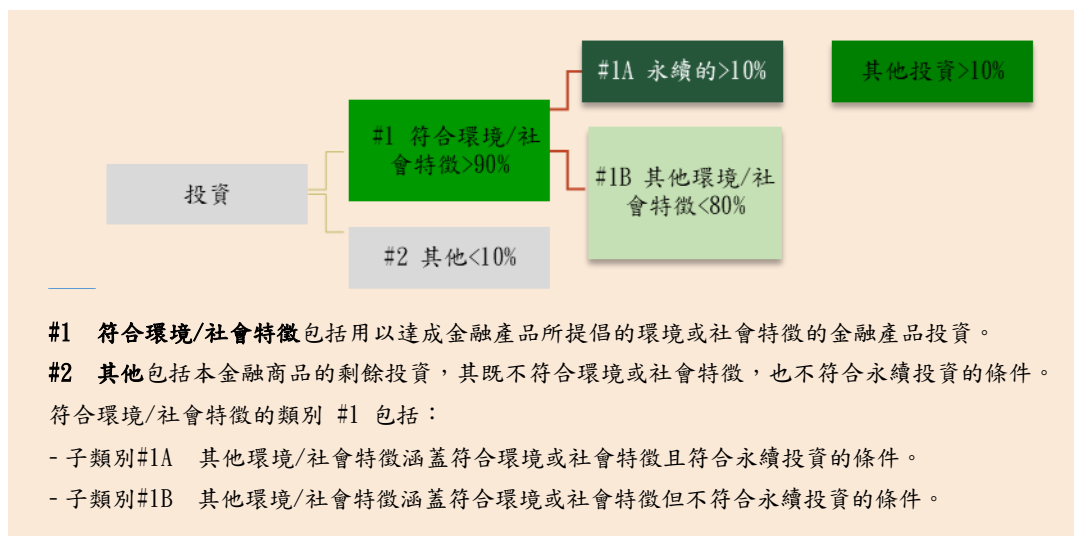 #1A 永續的>10%
其他投資>10%
#1 符合環境/社
會特徵>90%
#1B 其他環境/社
會特徵<80%
投資
#2 其他<10%
#1 符合環境/社會特徵包括用以達成金融產品所提倡的環境或社會特徵的金融產品投資。
#2 其他包括本金融商品的剩餘投資，其既不符合環境或社會特徵，也不符合永續投資的條件。
符合環境/社會特徵的類別 #1 包括：
- 子類別#1A 其他環境/社會特徵涵蓋符合環境或社會特徵且符合永續投資的條件。
- 子類別#1B 其他環境/社會特徵涵蓋符合環境或社會特徵但不符合永續投資的條件。